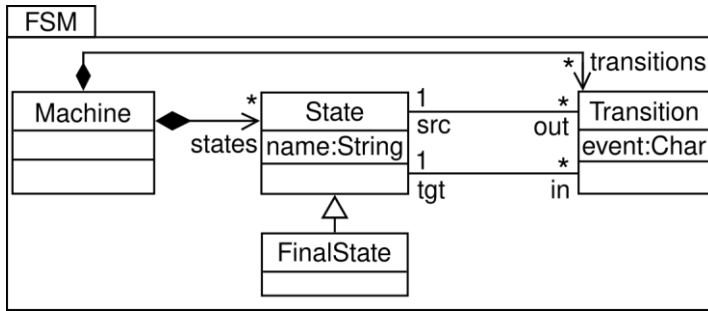 FSM
* transitions
Machine
*
states
State
name:String
1
src
*
out
1
tgt
*
in
Transition
event:Char
FinalState